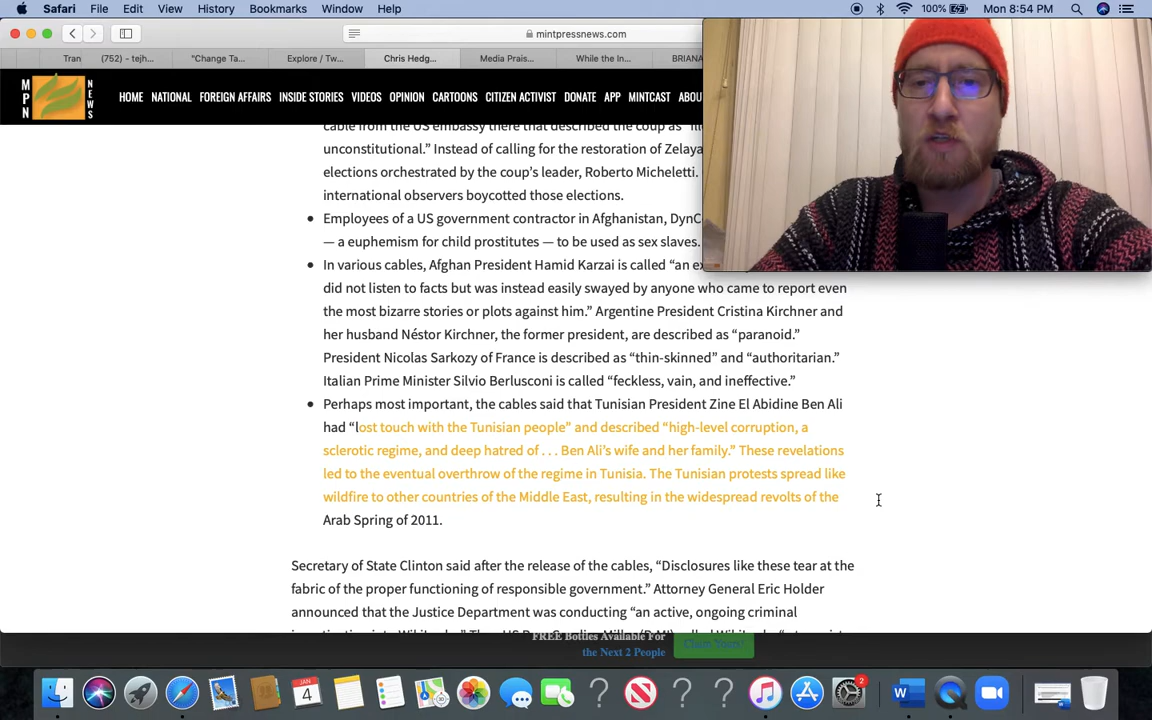 Safari File Edit View History Bookmarks Window Help 100% Mon 8:54 PM
mintpressnews.com
Tran (752) – tejh... "Change Ta... Explore / Tw... Chris Hedg... Media Prais... While the In... BRIANA
MPN NEWS HOME NATIONAL FOREIGN AFFAIRS INSIDE STORIES VIDEOS OPINION CARTOONS CITIZEN ACTIVIST DONATE APP MINTCAST ABOU
cable from the US embassy there that described the coup as
unconstitutional.” Instead of calling for the restoration of Zelaya
elections orchestrated by the coup’s leader, Roberto Micheletti.
international observers boycotted those elections.
Employees of a US government contractor in Afghanistan, DynC
— a euphemism for child prostitutes — to be used as sex slaves.
In various cables, Afghan President Hamid Karzai is called “an
did not listen to facts but was instead easily swayed by anyone who came to report even
the most bizarre stories or plots against him.” Argentine President Cristina Kirchner and
her husband Néstor Kirchner, the former president, are described as “paranoid.”
President Nicolas Sarkozy of France is described as “thin-skinned” and “authoritarian.”
Italian Prime Minister Silvio Berlusconi is called “feckless, vain, and ineffective.”
Perhaps most important, the cables said that Tunisian President Zine El Abidine Ben Ali
had “lost touch with the Tunisian people” and described “high-level corruption, a
sclerotic regime, and deep hatred of . . . Ben Ali’s wife and her family.” These revelations
led to the eventual overthrow of the regime in Tunisia. The Tunisian protests spread like
wildfire to other countries of the Middle East, resulting in the widespread revolts of the
Arab Spring of 2011.
Secretary of State Clinton said after the release of the cables, “Disclosures like these tear at the
fabric of the proper functioning of responsible government.” Attorney General Eric Holder
announced that the Justice Department was conducting “an active, ongoing criminal
FREE Bottles Available For
the Next 2 People
JAN
4
2